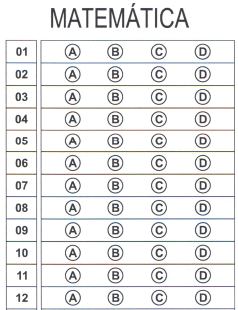 MATEMÁTICA
01 A B C D
02 A B C D
03 A B C D
04 A B C D
05 A B C D
06 A B C D
07 A B C D
08 A B C D
09 A B C D
10 A B C D
11 A B C D
12 A B C D